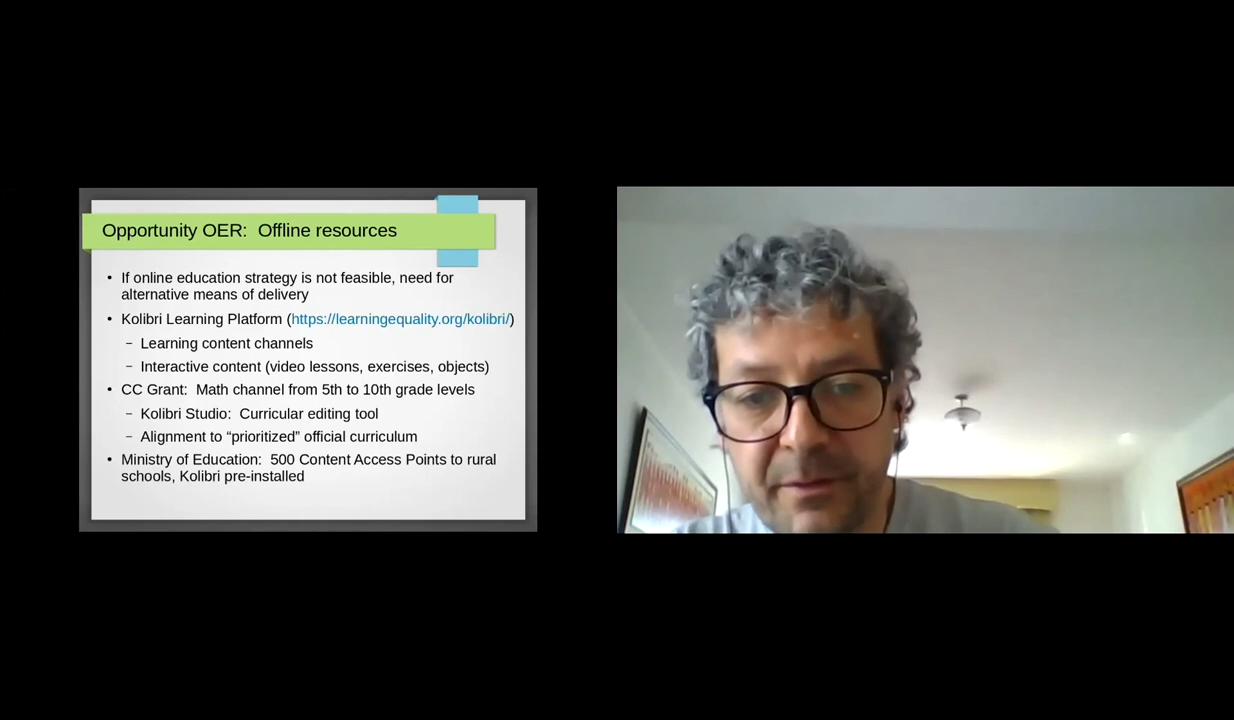 Opportunity OER:  Offline resources
• If online education strategy is not feasible, need for
alternative means of delivery
• Kolibri Learning Platform (https://learningequality.org/kolibri/)
– Learning content channels
– Interactive content (video lessons, exercises, objects)
• CC Grant:  Math channel from 5th to 10th grade levels
– Kolibri Studio:  Curricular editing tool
– Alignment to “prioritized” official curriculum
• Ministry of Education:  500 Content Access Points to rural
schools, Kolibri pre-installed